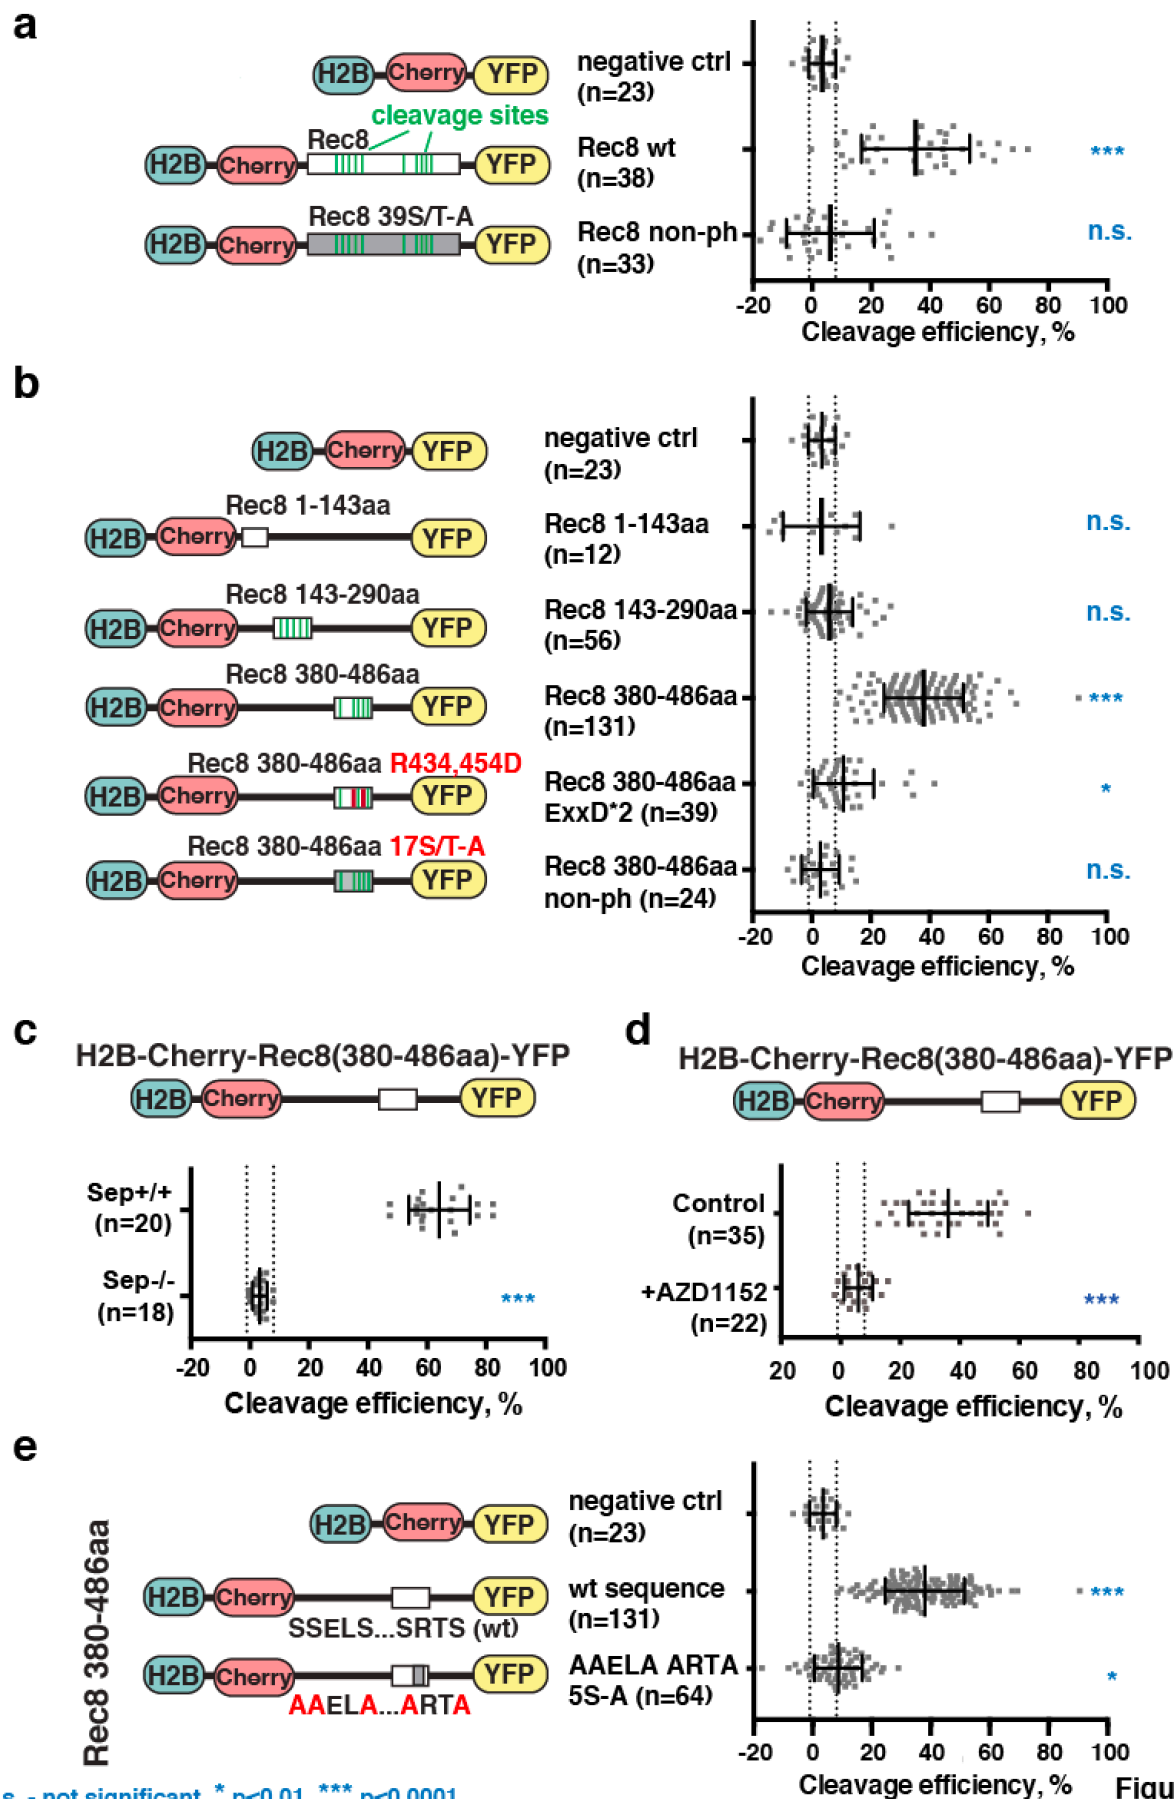 a
H2B Cherry YFP
negative ctrl
(n=23)
cleavage sites
Rec8
H2B Cherry YFP
Rec8 wt
(n=38)
***
Rec8 39S/T-A
H2B Cherry YFP
Rec8 non-ph
(n=33)
n.s.
-20 0 20 40 60 80 100
Cleavage efficiency, %
b
H2B Cherry YFP
negative ctrl
(n=23)
Rec8 1-143aa
H2B Cherry YFP
Rec8 1-143aa
(n=12)
n.s.
Rec8 143-290aa
H2B Cherry YFP
Rec8 143-290aa
(n=56)
n.s.
Rec8 380-486aa
H2B Cherry YFP
Rec8 380-486aa
(n=131)
***
Rec8 380-486aa R434,454D
H2B Cherry YFP
Rec8 380-486aa
ExxD*2 (n=39)
*
Rec8 380-486aa 17S/T-A
H2B Cherry YFP
Rec8 380-486aa
non-ph (n=24)
n.s.
-20 0 20 40 60 80 100
Cleavage efficiency, %
c
H2B-Cherry-Rec8(380-486aa)-YFP
H2B Cherry YFP
Sep+/+
(n=20)
Sep-/-
(n=18)
***
-20 0 20 40 60 80 100
Cleavage efficiency, %
d
H2B-Cherry-Rec8(380-486aa)-YFP
H2B Cherry YFP
Control
(n=35)
+AZD1152
(n=22)
***
20 0 20 40 60 80 100
Cleavage efficiency, %
e
Rec8 380-486aa
H2B Cherry YFP
negative ctrl
(n=23)
H2B Cherry YFP
SSELS...SRTS (wt)
wt sequence
(n=131)
***
H2B Cherry YFP
AAELA...ARTA
AAELA ARTA
5S-A (n=64)
*
-20 0 20 40 60 80 100
Cleavage efficiency, %
s. - not significant, * p<0.01, *** p<0.0001
Figu